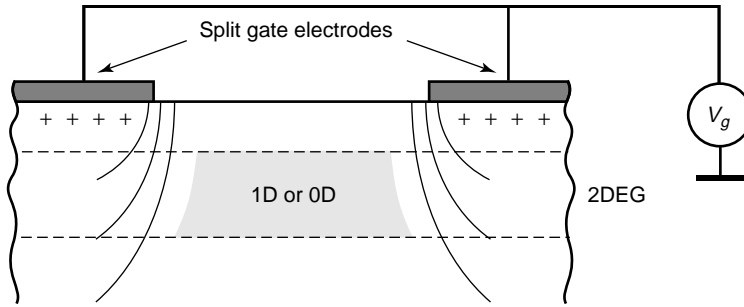 Split gate electrodes
+ + + +
+ + + +
V_g
1D or 0D
2DEG